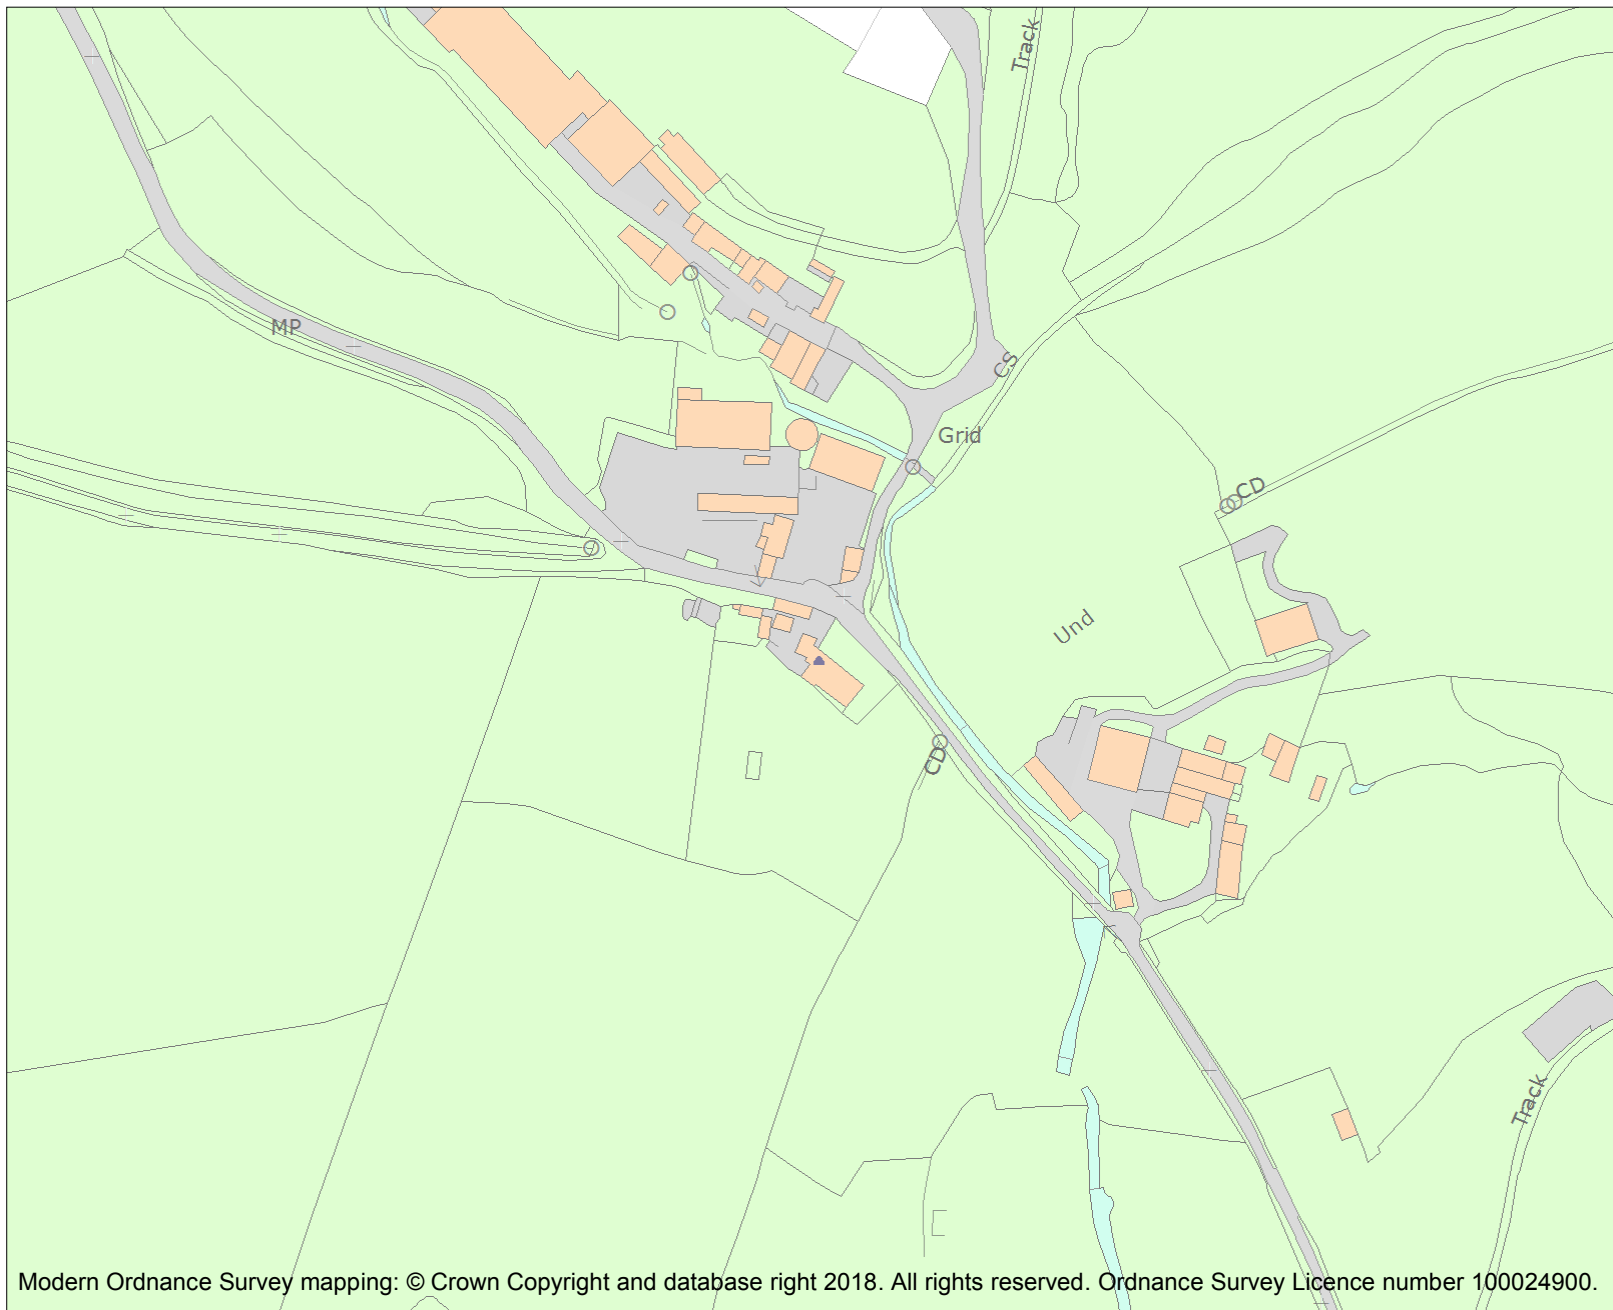 Track
MP
CS
Grid
CD
Und
CD
Track
Modern Ordnance Survey mapping: © Crown Copyright and database right 2018. All rights reserved. Ordnance Survey Licence number 100024900.